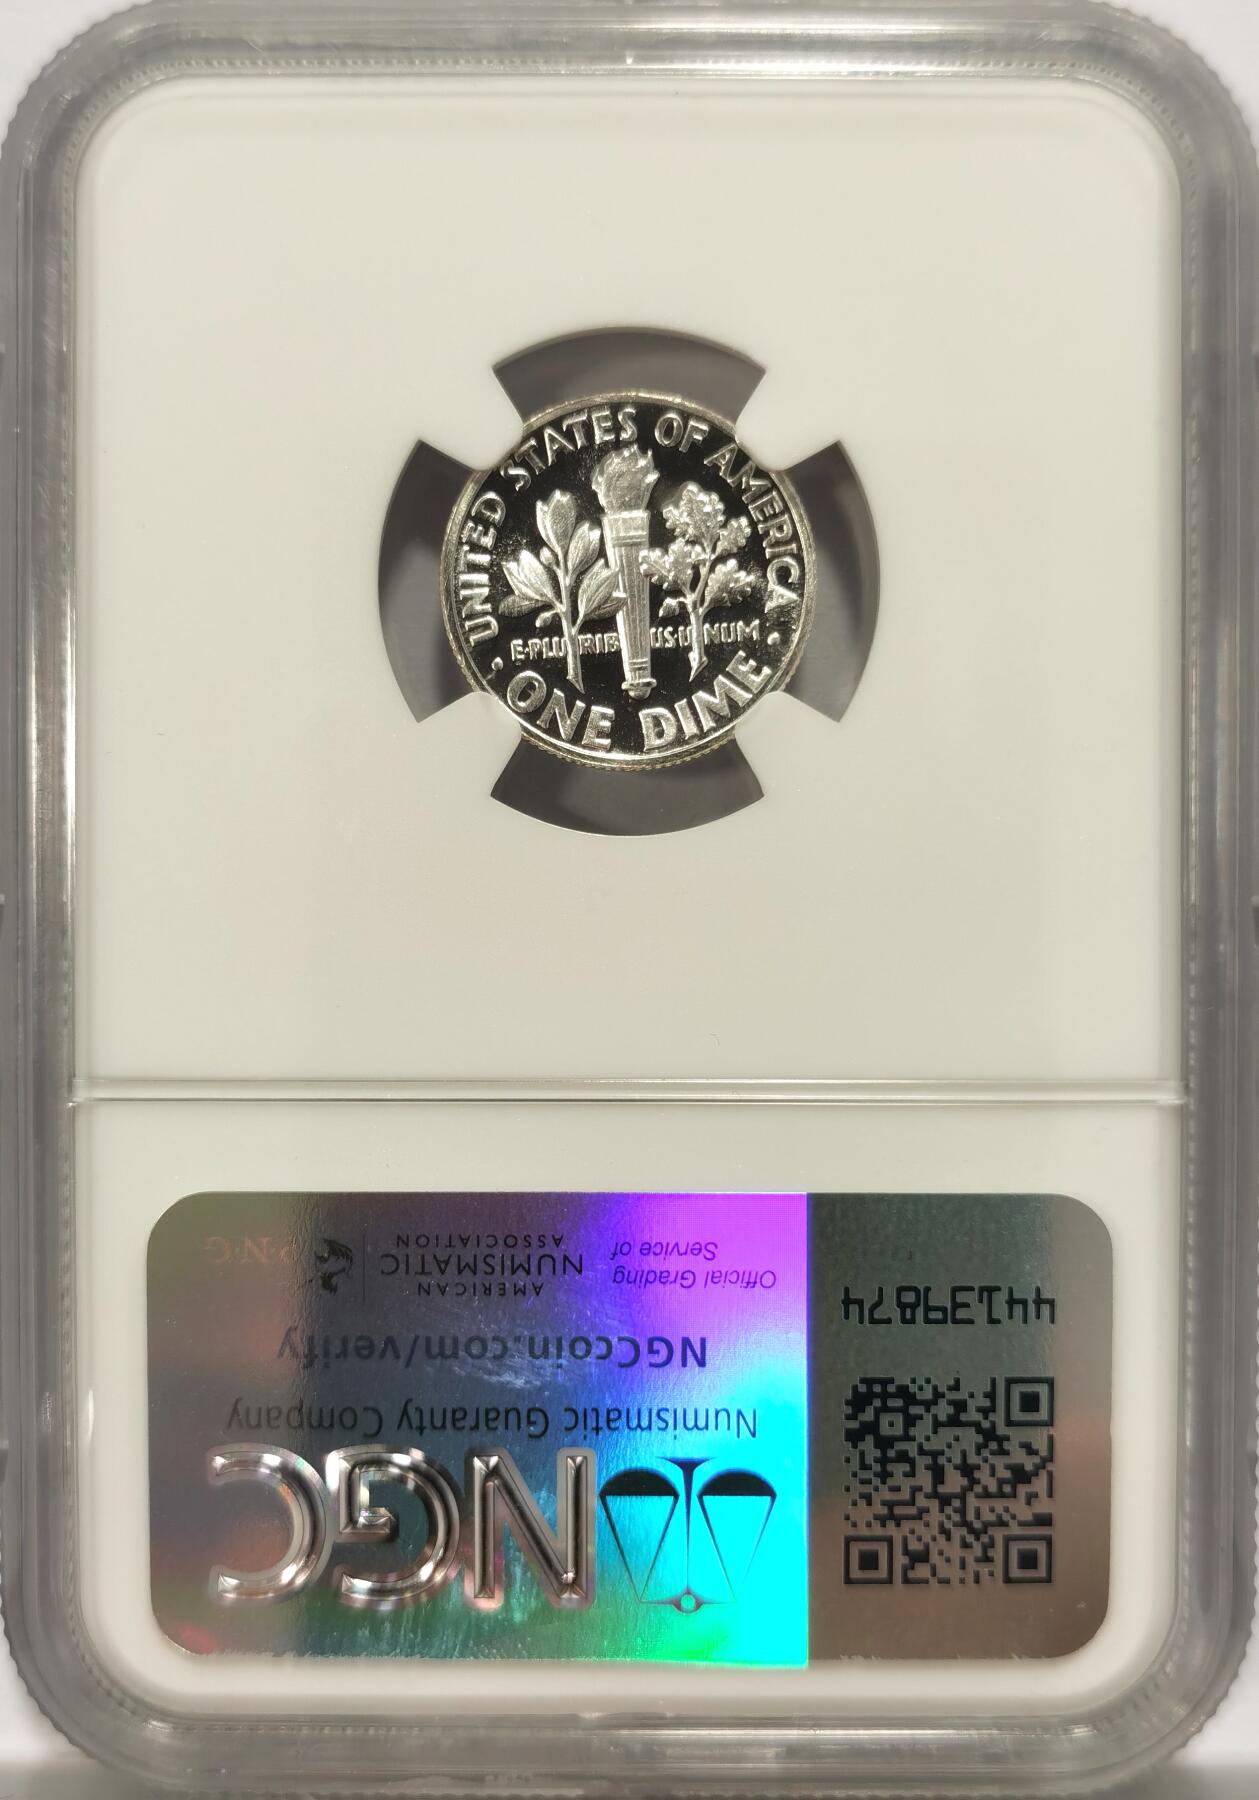 UNITED STATES OF AMERICA
E·PLURIBUS·UNUM
· ONE DIME ·
NGC
Numismatic Guaranty Company
NGCcoin.com/verify
Official Grading
Service of
AMERICAN
NUMISMATIC
ASSOCIATION
P·N·G
44139874